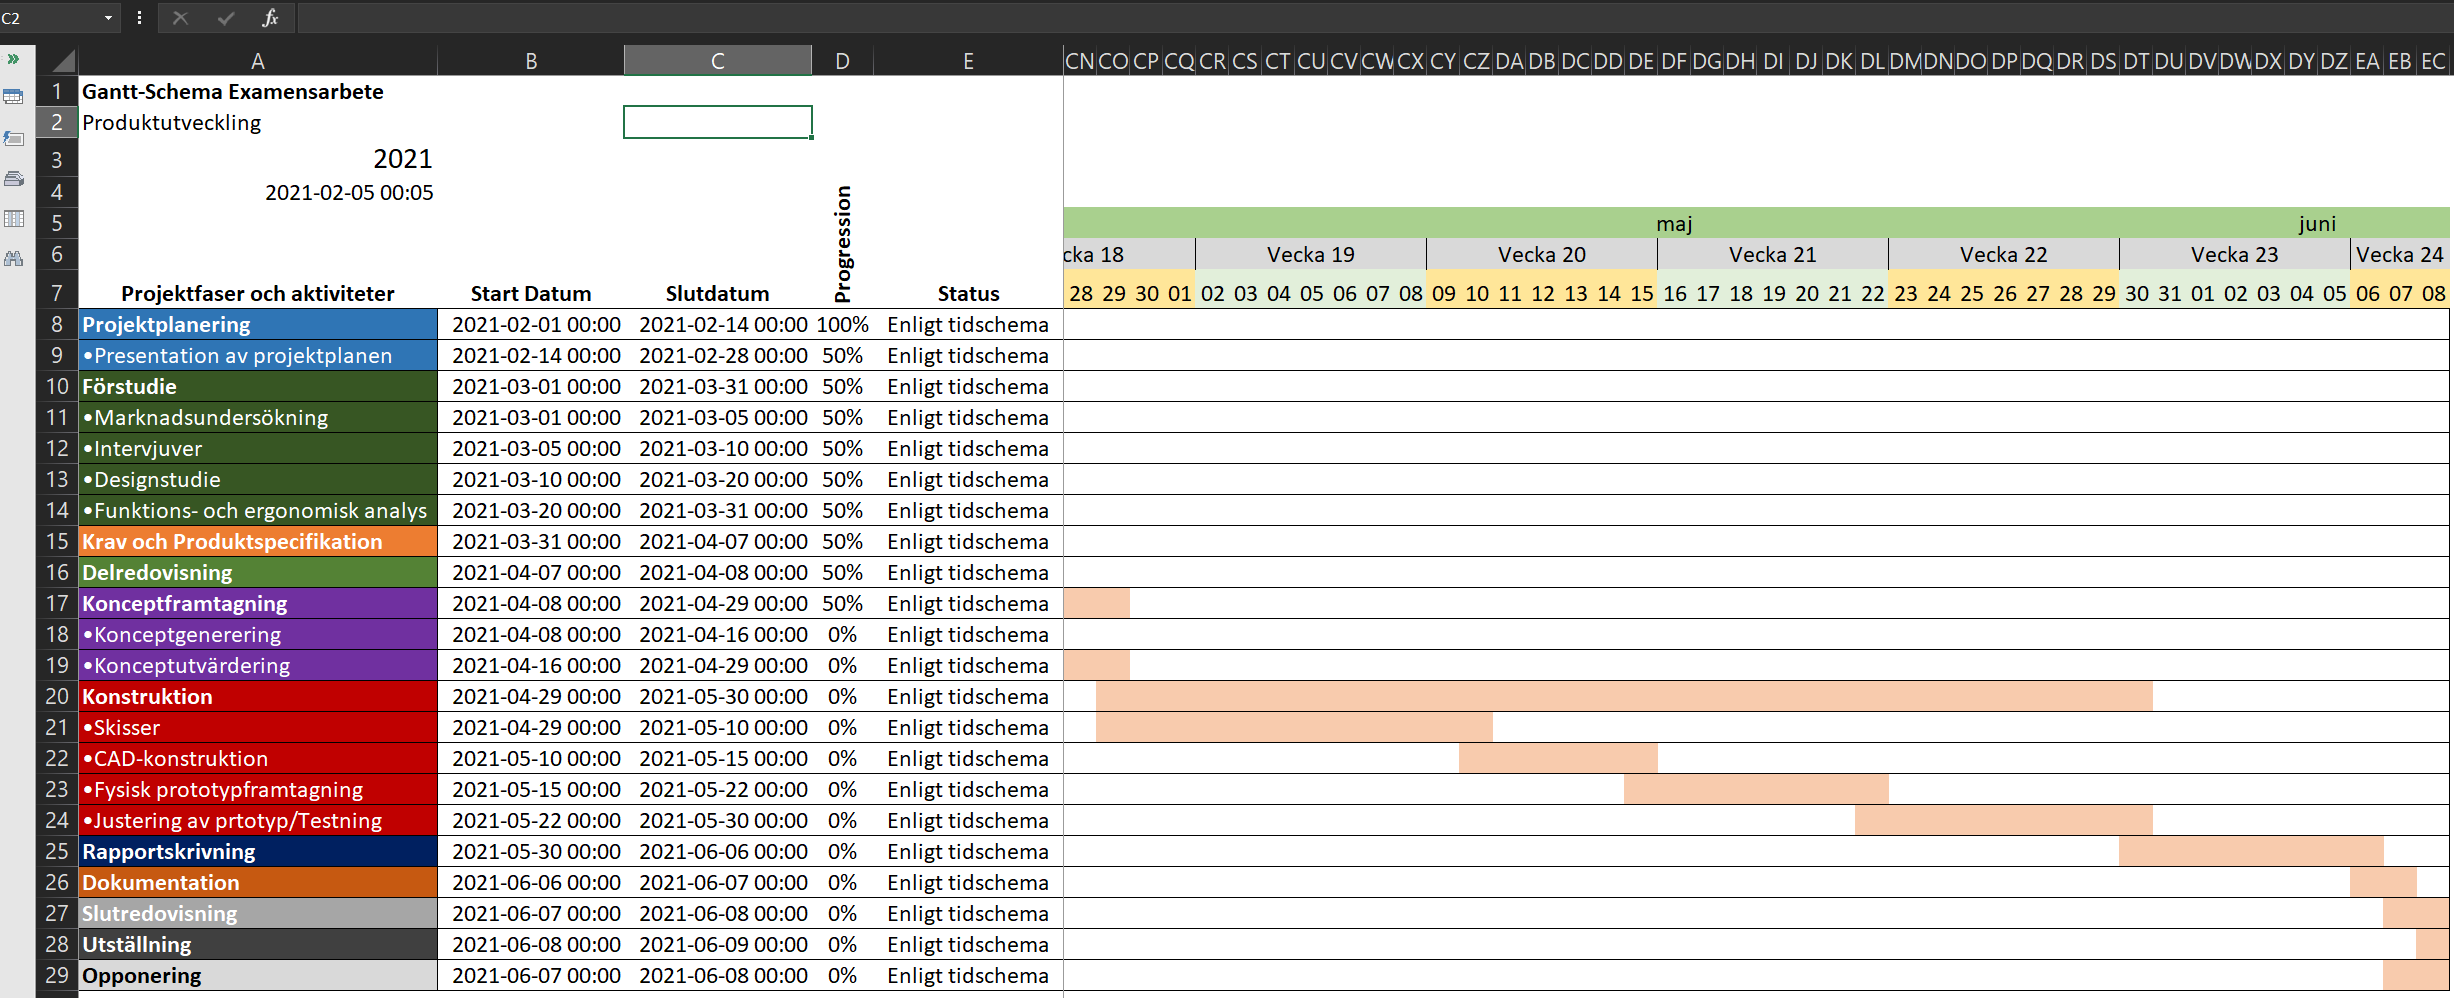 C2 fx
A B C D E CN CO CP CQ CR CS CT CU CV CW CX CY CZ DA DB DC DD DE DF DG DH DI DJ DK DL DM DN DO DP DQ DR DS DT DU DV DW DX DY DZ EA EB EC
1 Gantt-Schema Examensarbete
2 Produktutveckling
3 2021
4 2021-02-05 00:05
5 maj juni
6 cka 18 Vecka 19 Vecka 20 Vecka 21 Vecka 22 Vecka 23 Vecka 24
7 Projektfaser och aktiviteter Start Datum Slutdatum Progression Status 28 29 30 01 02 03 04 05 06 07 08 09 10 11 12 13 14 15 16 17 18 19 20 21 22 23 24 25 26 27 28 29 30 31 01 02 03 04 05 06 07 08
8 Projektplanering 2021-02-01 00:00 2021-02-14 00:00 100% Enligt tidschema
9 •Presentation av projektplanen 2021-02-14 00:00 2021-02-28 00:00 50% Enligt tidschema
10 Förstudie 2021-03-01 00:00 2021-03-31 00:00 50% Enligt tidschema
11 •Marknadsundersökning 2021-03-01 00:00 2021-03-05 00:00 50% Enligt tidschema
12 •Intervjuver 2021-03-05 00:00 2021-03-10 00:00 50% Enligt tidschema
13 •Designstudie 2021-03-10 00:00 2021-03-20 00:00 50% Enligt tidschema
14 •Funktions- och ergonomisk analys 2021-03-20 00:00 2021-03-31 00:00 50% Enligt tidschema
15 Krav och Produktspecifikation 2021-03-31 00:00 2021-04-07 00:00 50% Enligt tidschema
16 Delredovisning 2021-04-07 00:00 2021-04-08 00:00 50% Enligt tidschema
17 Konceptframtagning 2021-04-08 00:00 2021-04-29 00:00 50% Enligt tidschema
18 •Konceptgenerering 2021-04-08 00:00 2021-04-16 00:00 0% Enligt tidschema
19 •Konceptutvärdering 2021-04-16 00:00 2021-04-29 00:00 0% Enligt tidschema
20 Konstruktion 2021-04-29 00:00 2021-05-30 00:00 0% Enligt tidschema
21 •Skisser 2021-04-29 00:00 2021-05-10 00:00 0% Enligt tidschema
22 •CAD-konstruktion 2021-05-10 00:00 2021-05-15 00:00 0% Enligt tidschema
23 •Fysisk prototypframtagning 2021-05-15 00:00 2021-05-22 00:00 0% Enligt tidschema
24 •Justering av prtotyp/Testning 2021-05-22 00:00 2021-05-30 00:00 0% Enligt tidschema
25 Rapportskrivning 2021-05-30 00:00 2021-06-06 00:00 0% Enligt tidschema
26 Dokumentation 2021-06-06 00:00 2021-06-07 00:00 0% Enligt tidschema
27 Slutredovisning 2021-06-07 00:00 2021-06-08 00:00 0% Enligt tidschema
28 Utställning 2021-06-08 00:00 2021-06-09 00:00 0% Enligt tidschema
29 Opponering 2021-06-07 00:00 2021-06-08 00:00 0% Enligt tidschema